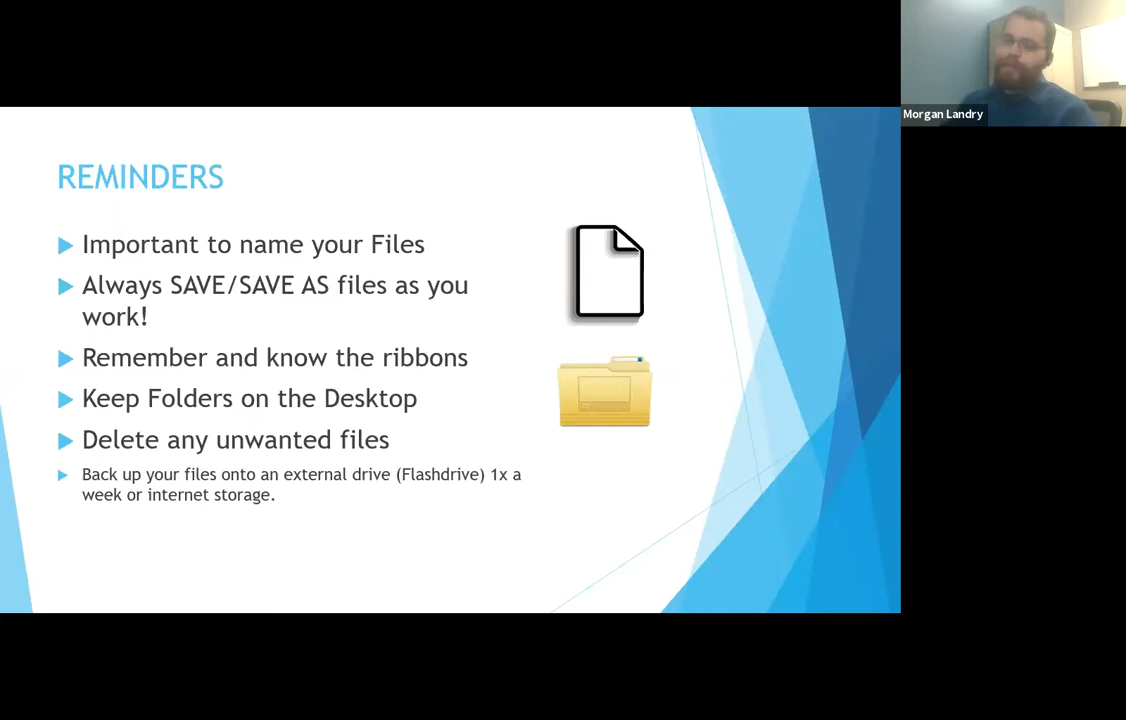 Morgan Landry
REMINDERS
Important to name your Files
Always SAVE/SAVE AS files as you
work!
Remember and know the ribbons
Keep Folders on the Desktop
Delete any unwanted files
Back up your files onto an external drive (Flashdrive) 1x a
week or internet storage.